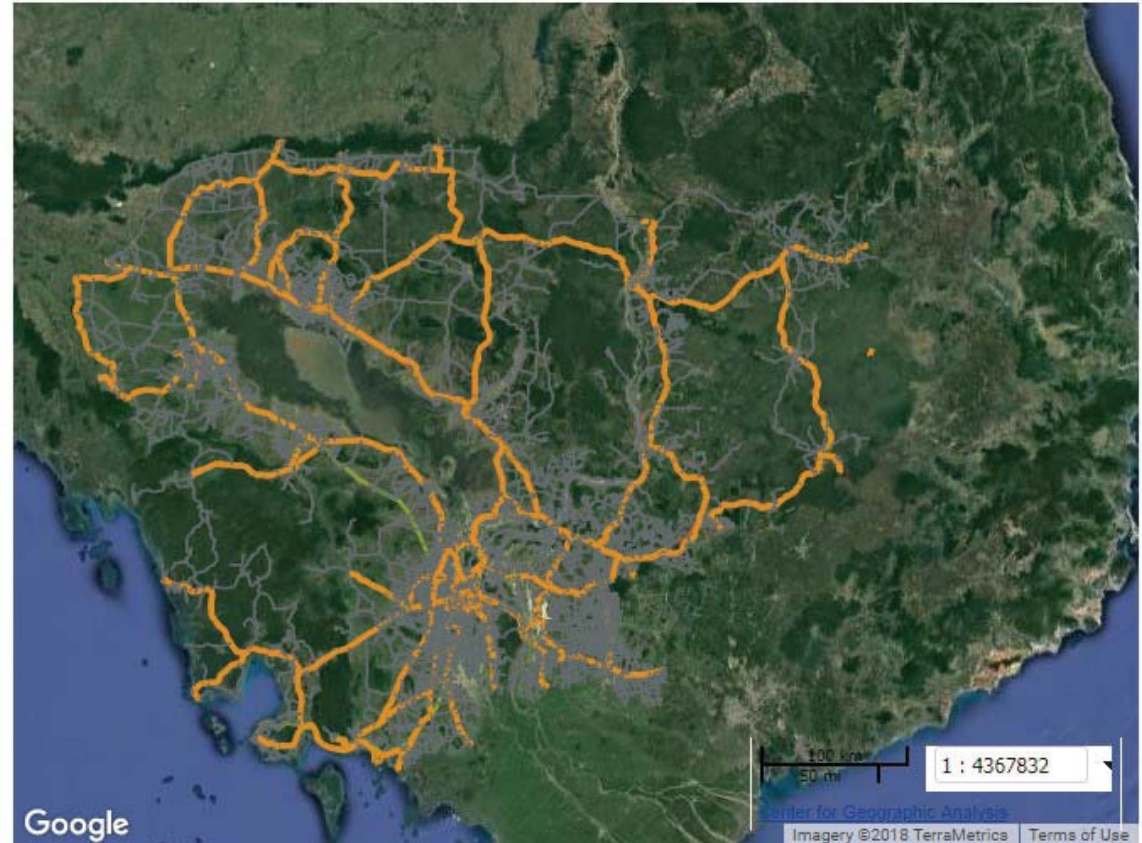 100 km
50 mi
1 : 4367832
Center for Geographic Analysis
Google
Imagery ©2018 TerraMetrics
Terms of Use